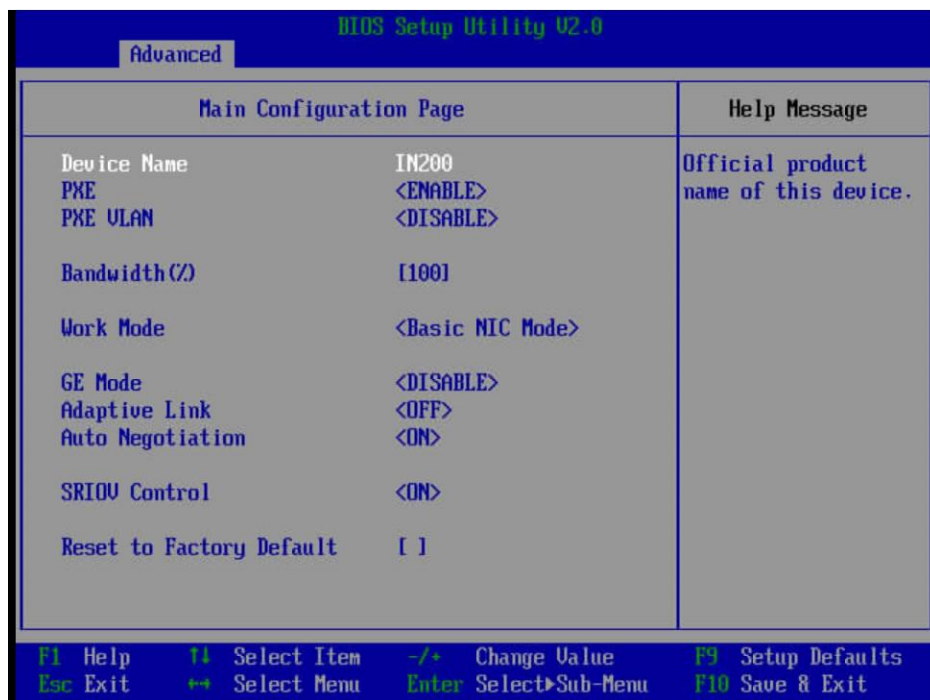 BIOS Setup Utility V2.0
Advanced
Main Configuration Page
Help Message
Device Name IN200
PXE <ENABLE>
PXE VLAN <DISABLE>
Bandwidth(%) [100]
Work Mode <Basic NIC Mode>
GE Mode <DISABLE>
Adaptive Link <OFF>
Auto Negotiation <ON>
SRIOV Control <ON>
Reset to Factory Default [ ]
Official product
name of this device.
F1 Help ↑↓ Select Item -/+ Change Value F9 Setup Defaults
Esc Exit ↔ Select Menu Enter Select►Sub-Menu F10 Save & Exit